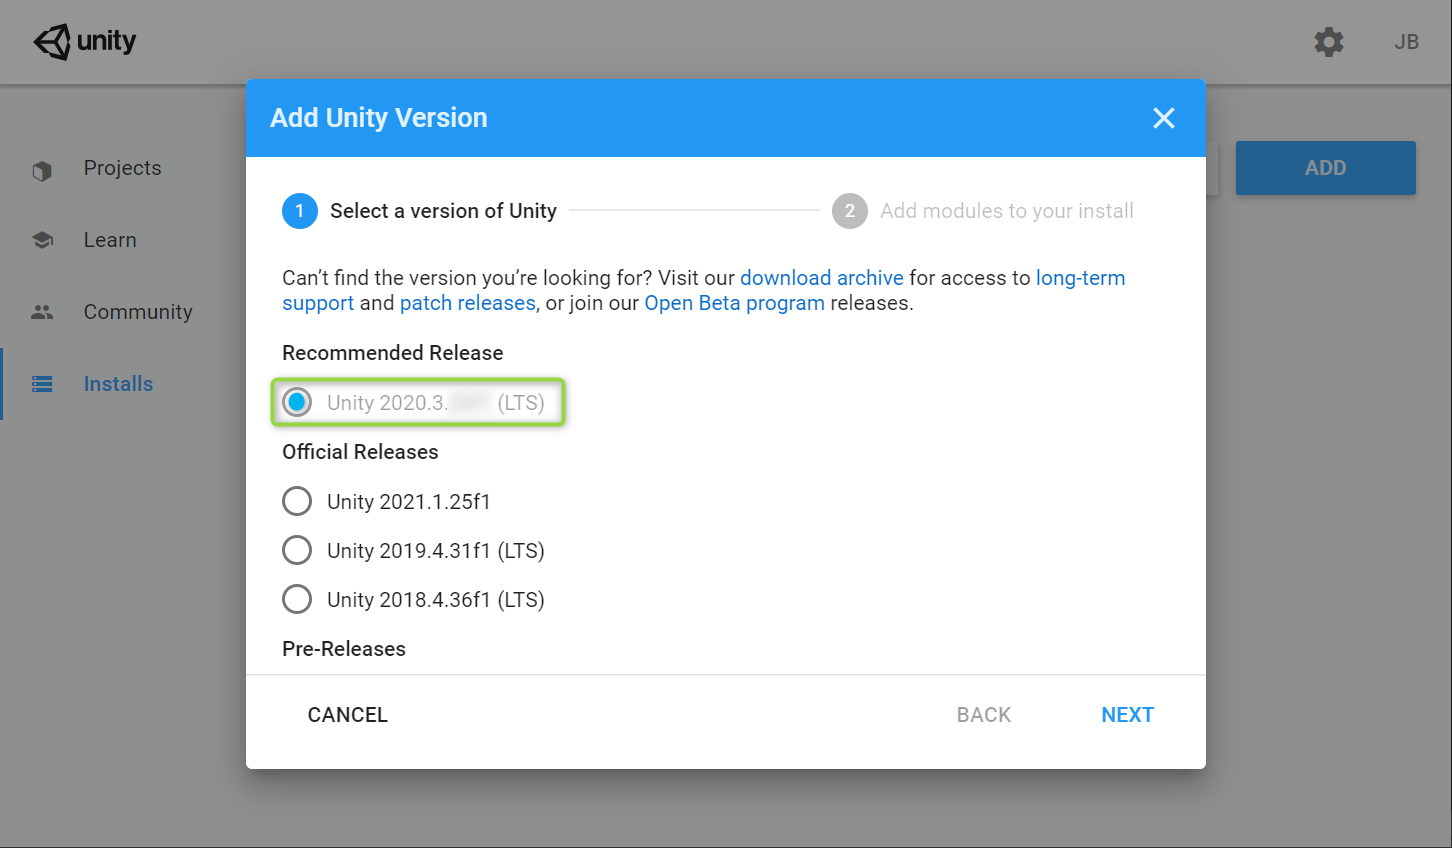 unity
JB
Add Unity Version
Projects
Learn
Community
Installs
ADD
1 Select a version of Unity
2 Add modules to your install
Can’t find the version you’re looking for? Visit our download archive for access to long-term
support and patch releases, or join our Open Beta program releases.
Recommended Release
Unity 2020.3. (LTS)
Official Releases
Unity 2021.1.25f1
Unity 2019.4.31f1 (LTS)
Unity 2018.4.36f1 (LTS)
Pre-Releases
CANCEL
BACK
NEXT